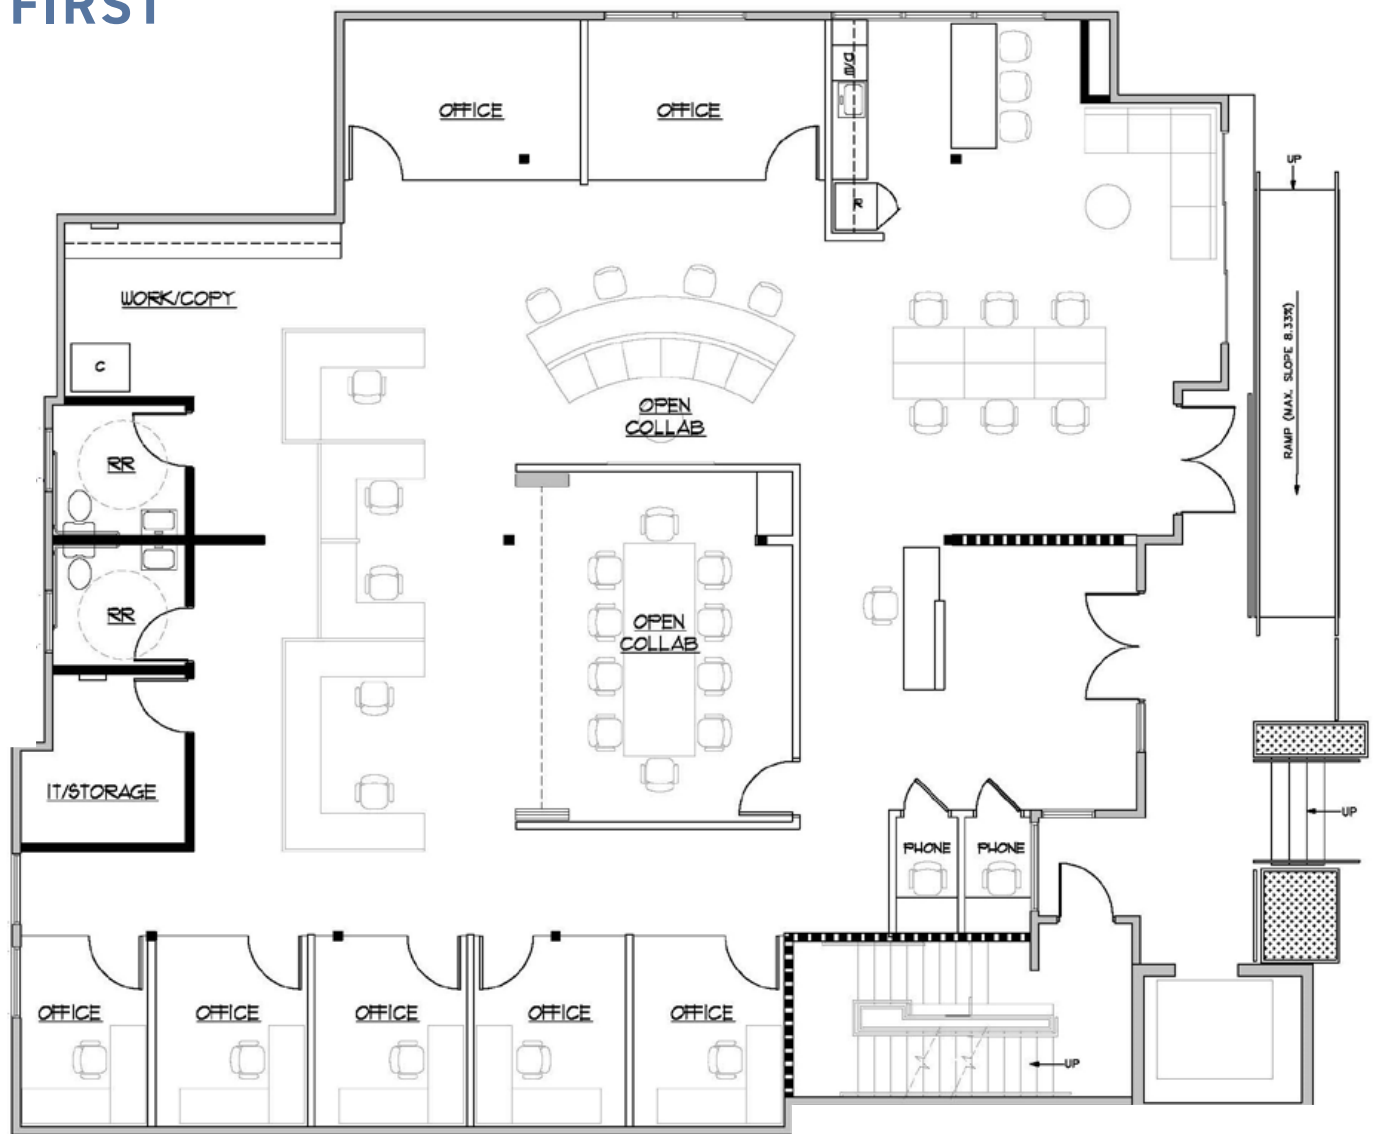 FIRST
OFFICE
OFFICE
D/W
R
UP
WORK/COPY
C
RAMP (MAX. SLOPE 8.33%)
OPEN
COLLAB
RR
RR
OPEN
COLLAB
IT/STORAGE
UP
PHONE
PHONE
OFFICE
OFFICE
OFFICE
OFFICE
OFFICE
UP